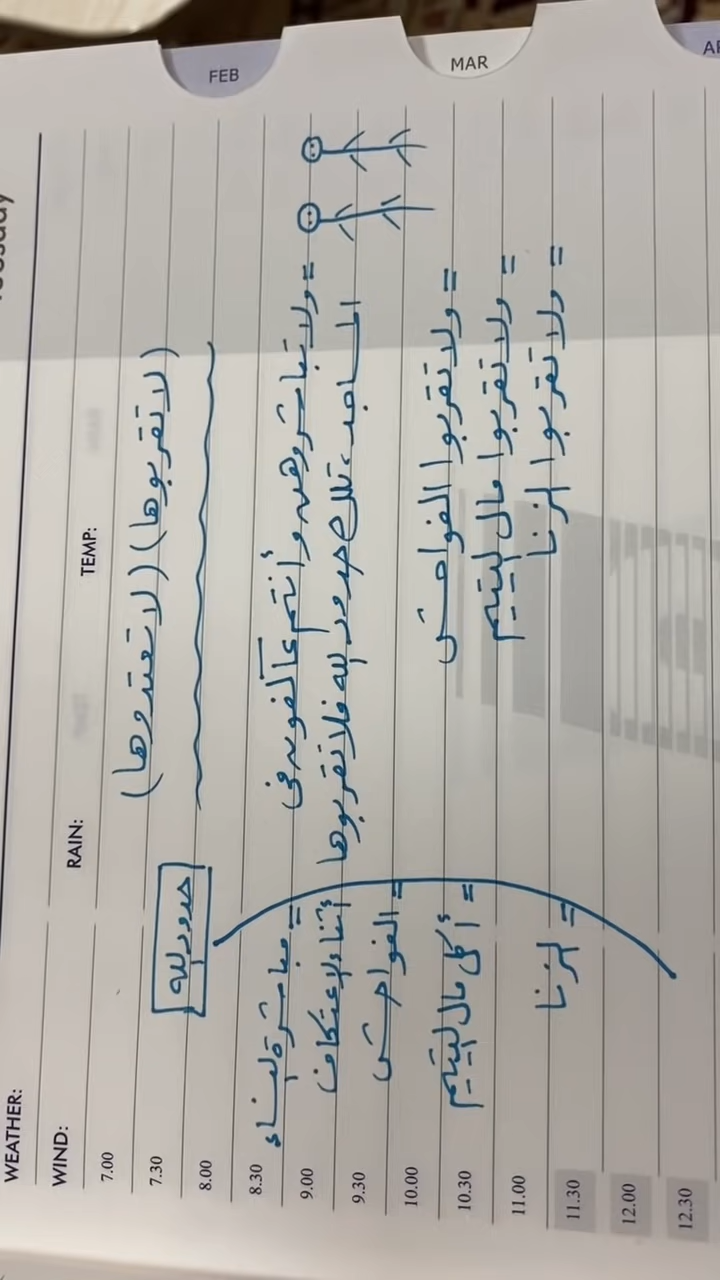 FEB
MAR
WEATHER:
WIND:
RAIN:
TEMP:
7.00
7.30
8.00
8.30
9.00
9.30
10.00
10.30
11.00
11.30
12.00
12.30
(لا تقربوها) (لا تعتدوها)
حدود الله
= ولا تباشروهن وأنتم عاكفون في
المساجد، تلك حدود الله فلا تقربوها
= ولا تقربوا الفواحش
= ولا تقربوا مال اليتيم
= ولا تقربوا الزنا
= مباشرة النساء
أثناء الاعتكاف
= الفواحش
= أكل مال اليتيم
= الزنا